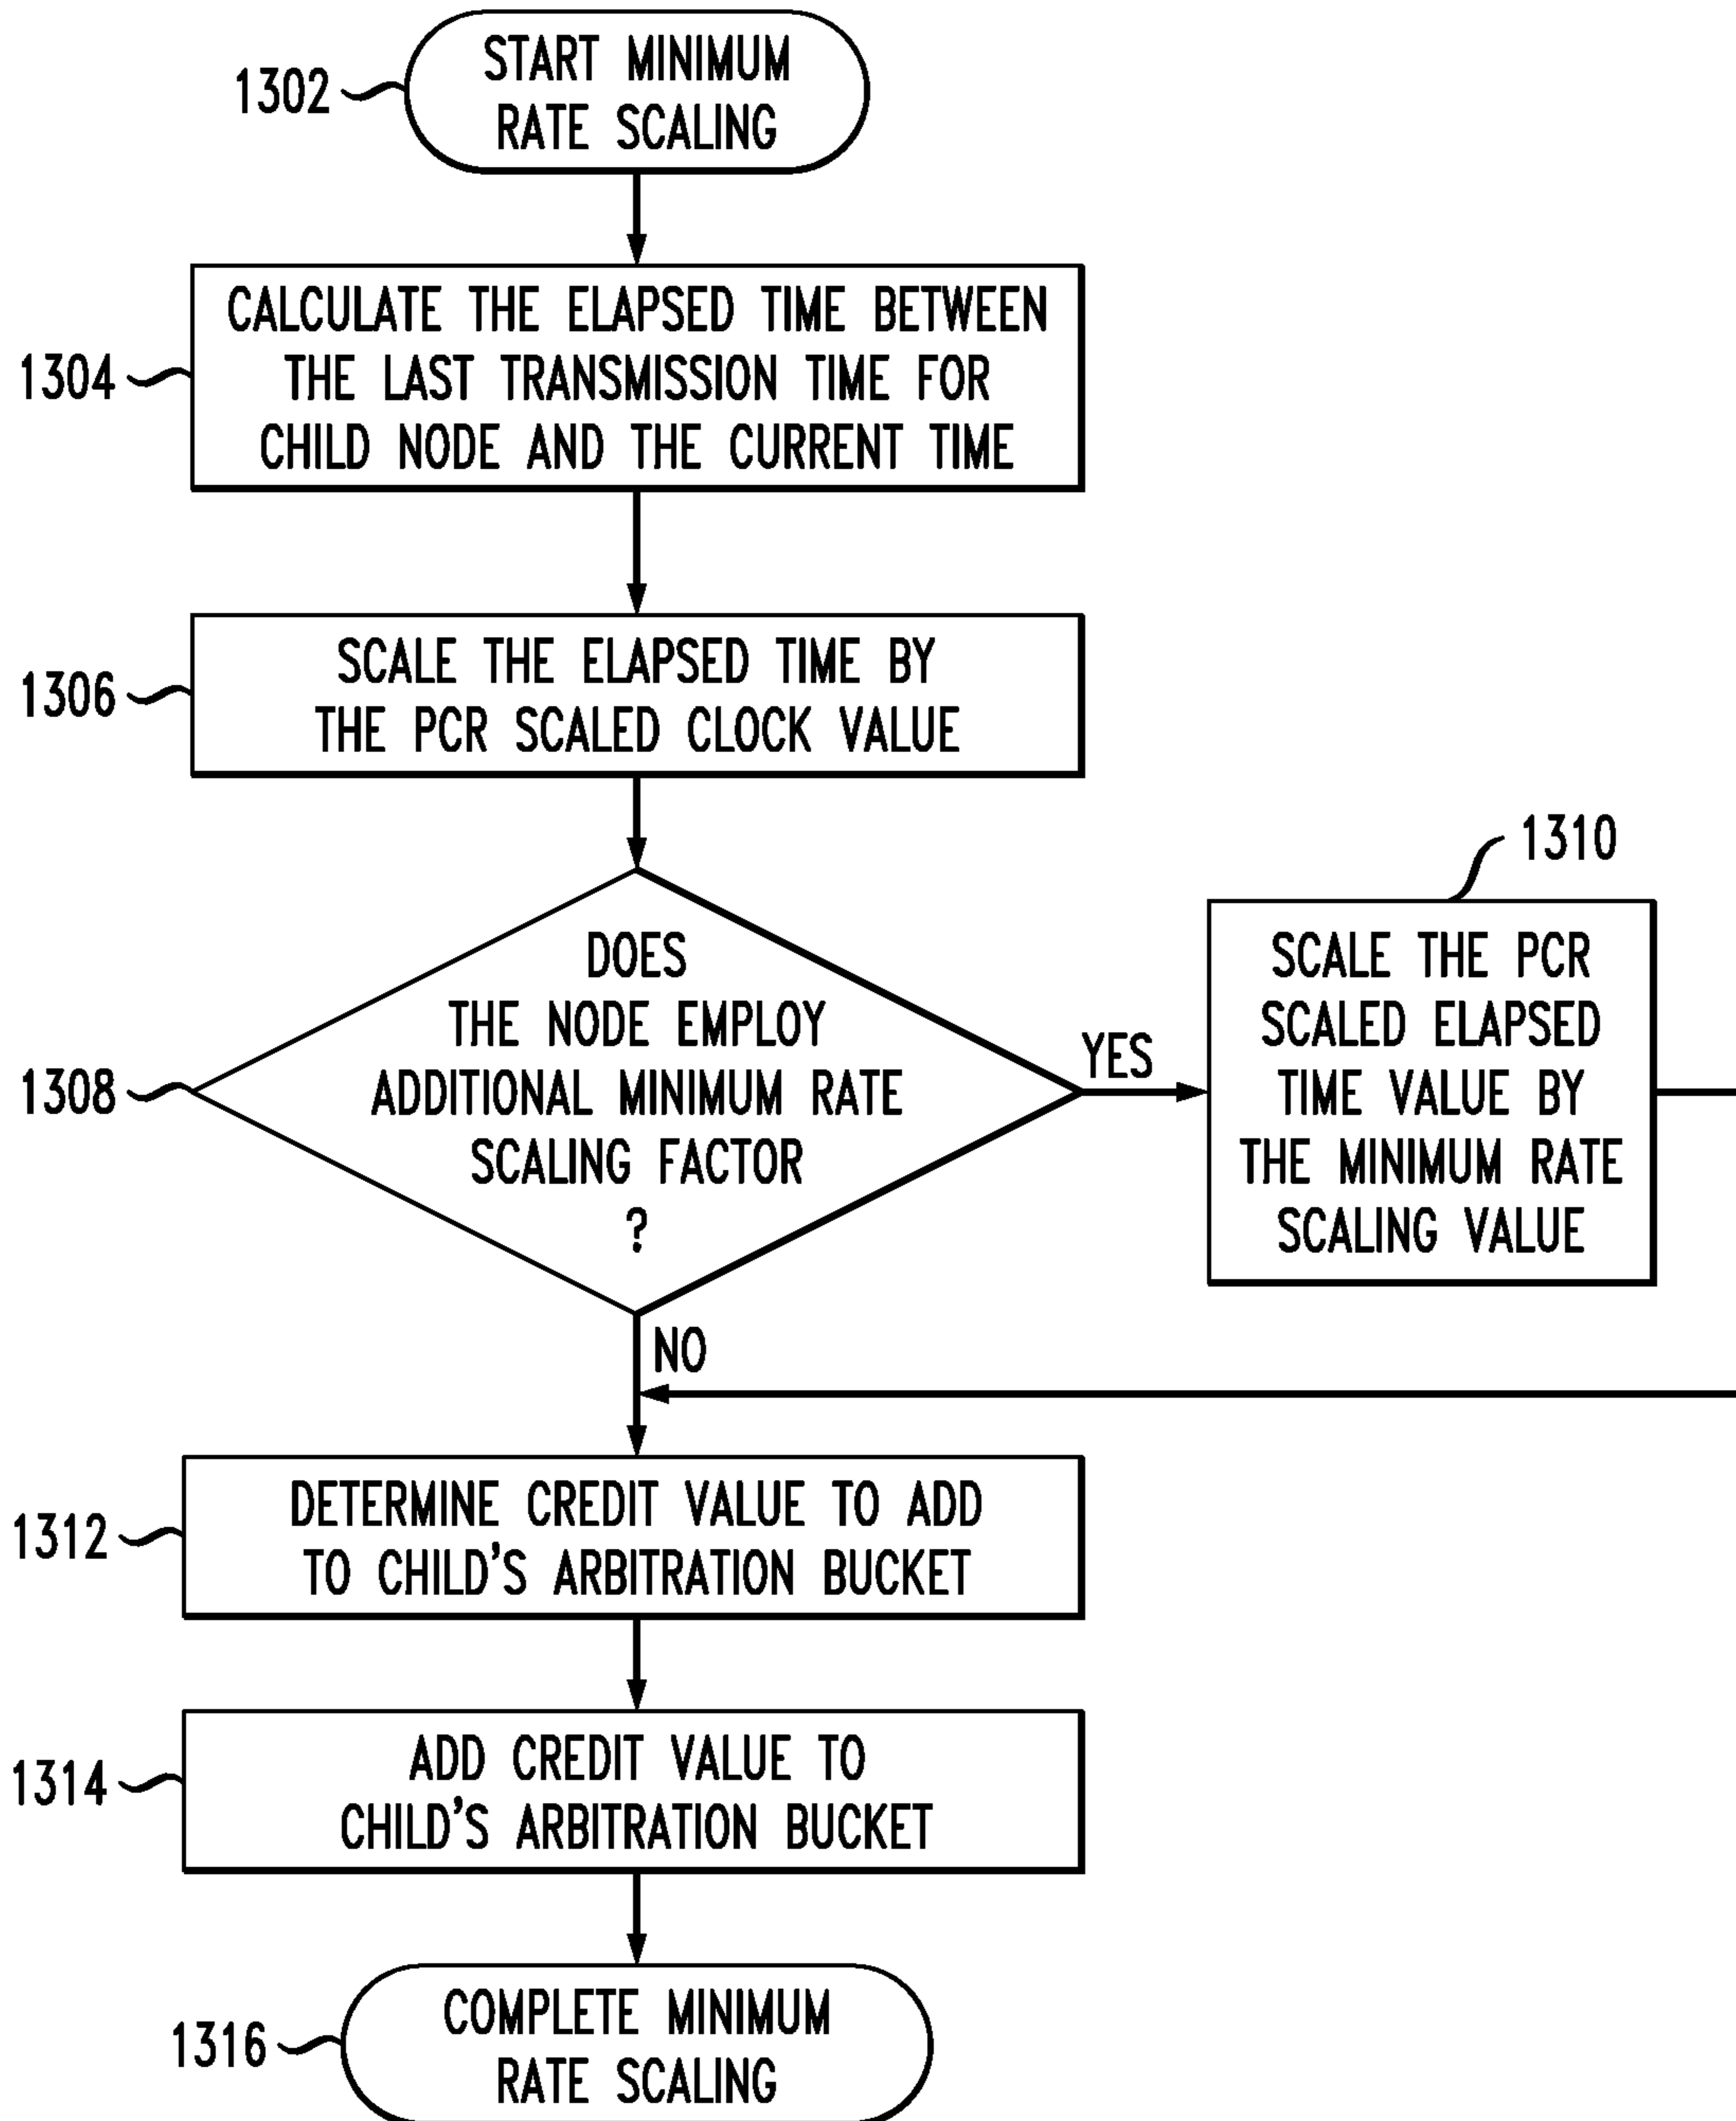 1302
START MINIMUM
RATE SCALING
1304
CALCULATE THE ELAPSED TIME BETWEEN
THE LAST TRANSMISSION TIME FOR
CHILD NODE AND THE CURRENT TIME
1306
SCALE THE ELAPSED TIME BY
THE PCR SCALED CLOCK VALUE
1308
DOES
THE NODE EMPLOY
ADDITIONAL MINIMUM RATE
SCALING FACTOR
?
YES
1310
SCALE THE PCR
SCALED ELAPSED
TIME VALUE BY
THE MINIMUM RATE
SCALING VALUE
NO
1312
DETERMINE CREDIT VALUE TO ADD
TO CHILD'S ARBITRATION BUCKET
1314
ADD CREDIT VALUE TO
CHILD'S ARBITRATION BUCKET
1316
COMPLETE MINIMUM
RATE SCALING